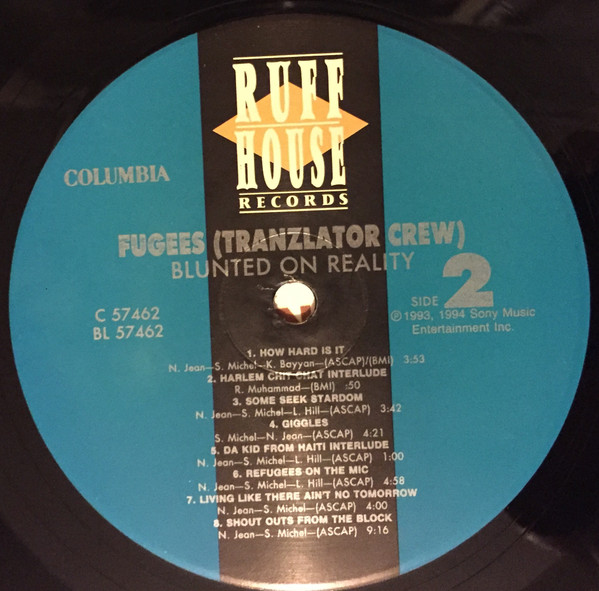 RUFF
HOUSE
RECORDS
COLUMBIA
FUGEES (TRANZLATOR CREW)
BLUNTED ON REALITY
C 57462
BL 57462
SIDE 2
℗1993, 1994 Sony Music
Entertainment Inc.
1. HOW HARD IS IT
N. Jean—S. Michel—K. Bayyan—(ASCAP)/(BMI) 3:53
2. HARLEM CHIT CHAT INTERLUDE
R. Muhammad—(BMI) :50
3. SOME SEEK STARDOM
N. Jean—S. Michel—L. Hill—(ASCAP) 3:42
4. GIGGLES
S. Michel—N. Jean—(ASCAP) 4:21
5. DA KID FROM HAITI INTERLUDE
N. Jean—S. Michel—L. Hill—(ASCAP) 1:00
6. REFUGEES ON THE MIC
N. Jean—S. Michel—L. Hill—(ASCAP) 4:58
7. LIVING LIKE THERE AIN'T NO TOMORROW
N. Jean—S. Michel—(ASCAP) 4:00
8. SHOUT OUTS FROM THE BLOCK
N. Jean—S. Michel—(ASCAP) 9:16